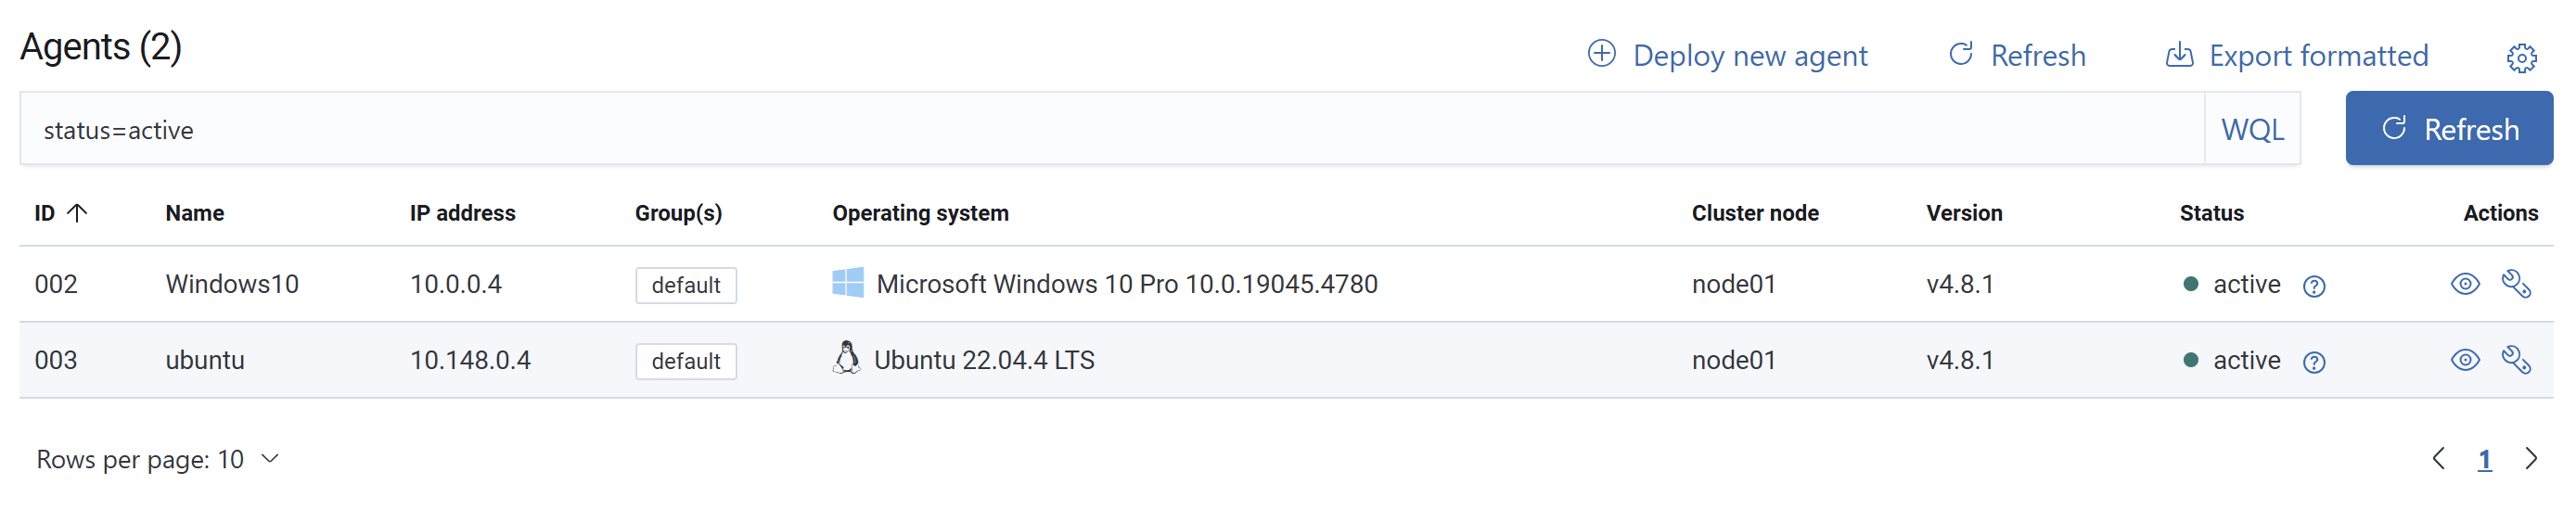 Agents (2)
Deploy new agent Refresh Export formatted
status=active WQL Refresh
ID Name IP address Group(s) Operating system Cluster node Version Status Actions
002 Windows10 10.0.0.4 default Microsoft Windows 10 Pro 10.0.19045.4780 node01 v4.8.1 active
003 ubuntu 10.148.0.4 default Ubuntu 22.04.4 LTS node01 v4.8.1 active
Rows per page: 10 1